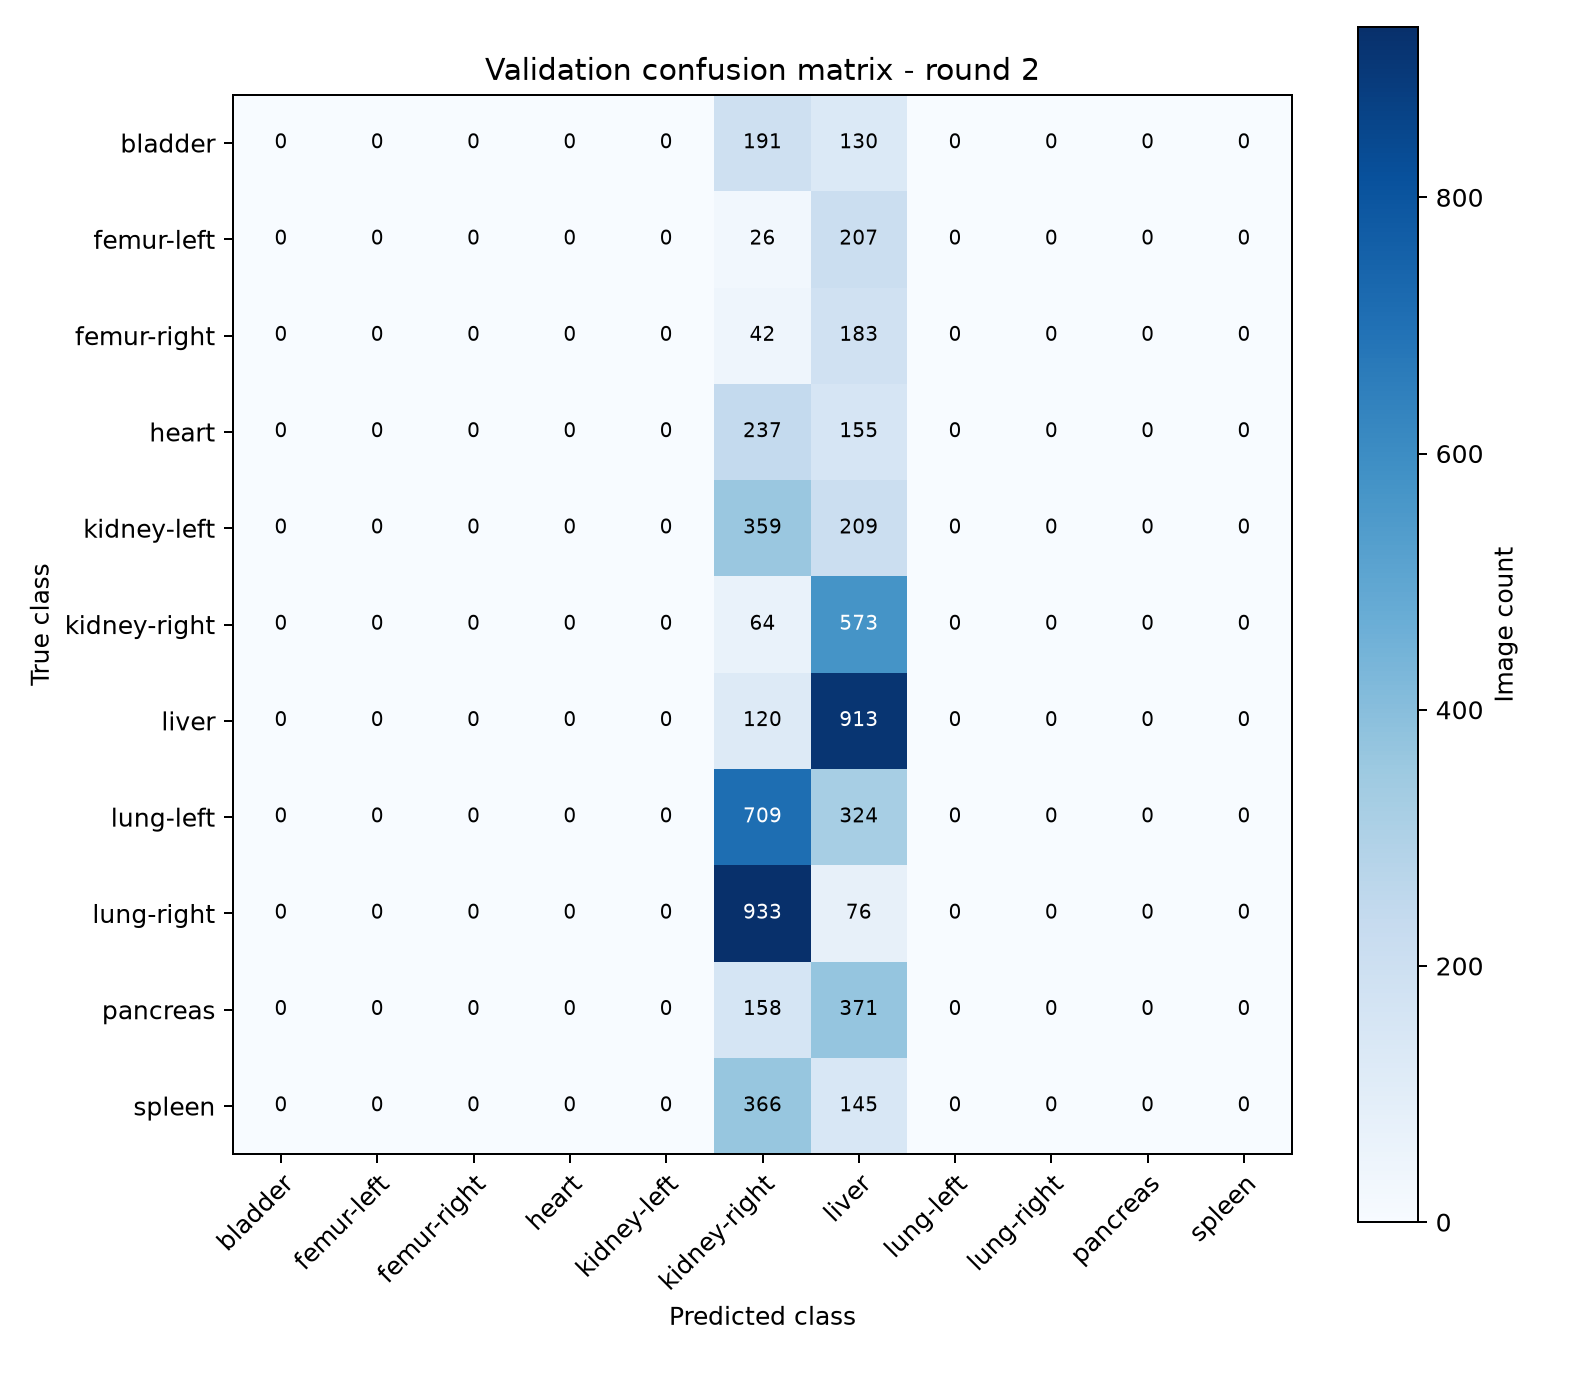 Validation confusion matrix - round 2
bladder 0 0 0 0 0 191 130 0 0 0 0
femur-left 0 0 0 0 0 26 207 0 0 0 0
femur-right 0 0 0 0 0 42 183 0 0 0 0
heart 0 0 0 0 0 237 155 0 0 0 0
kidney-left 0 0 0 0 0 359 209 0 0 0 0
kidney-right 0 0 0 0 0 64 573 0 0 0 0
liver 0 0 0 0 0 120 913 0 0 0 0
lung-left 0 0 0 0 0 709 324 0 0 0 0
lung-right 0 0 0 0 0 933 76 0 0 0 0
pancreas 0 0 0 0 0 158 371 0 0 0 0
spleen 0 0 0 0 0 366 145 0 0 0 0
True class
bladder femur-left femur-right heart kidney-left kidney-right liver lung-left lung-right pancreas spleen
Predicted class
800
600
400
200
0
Image count